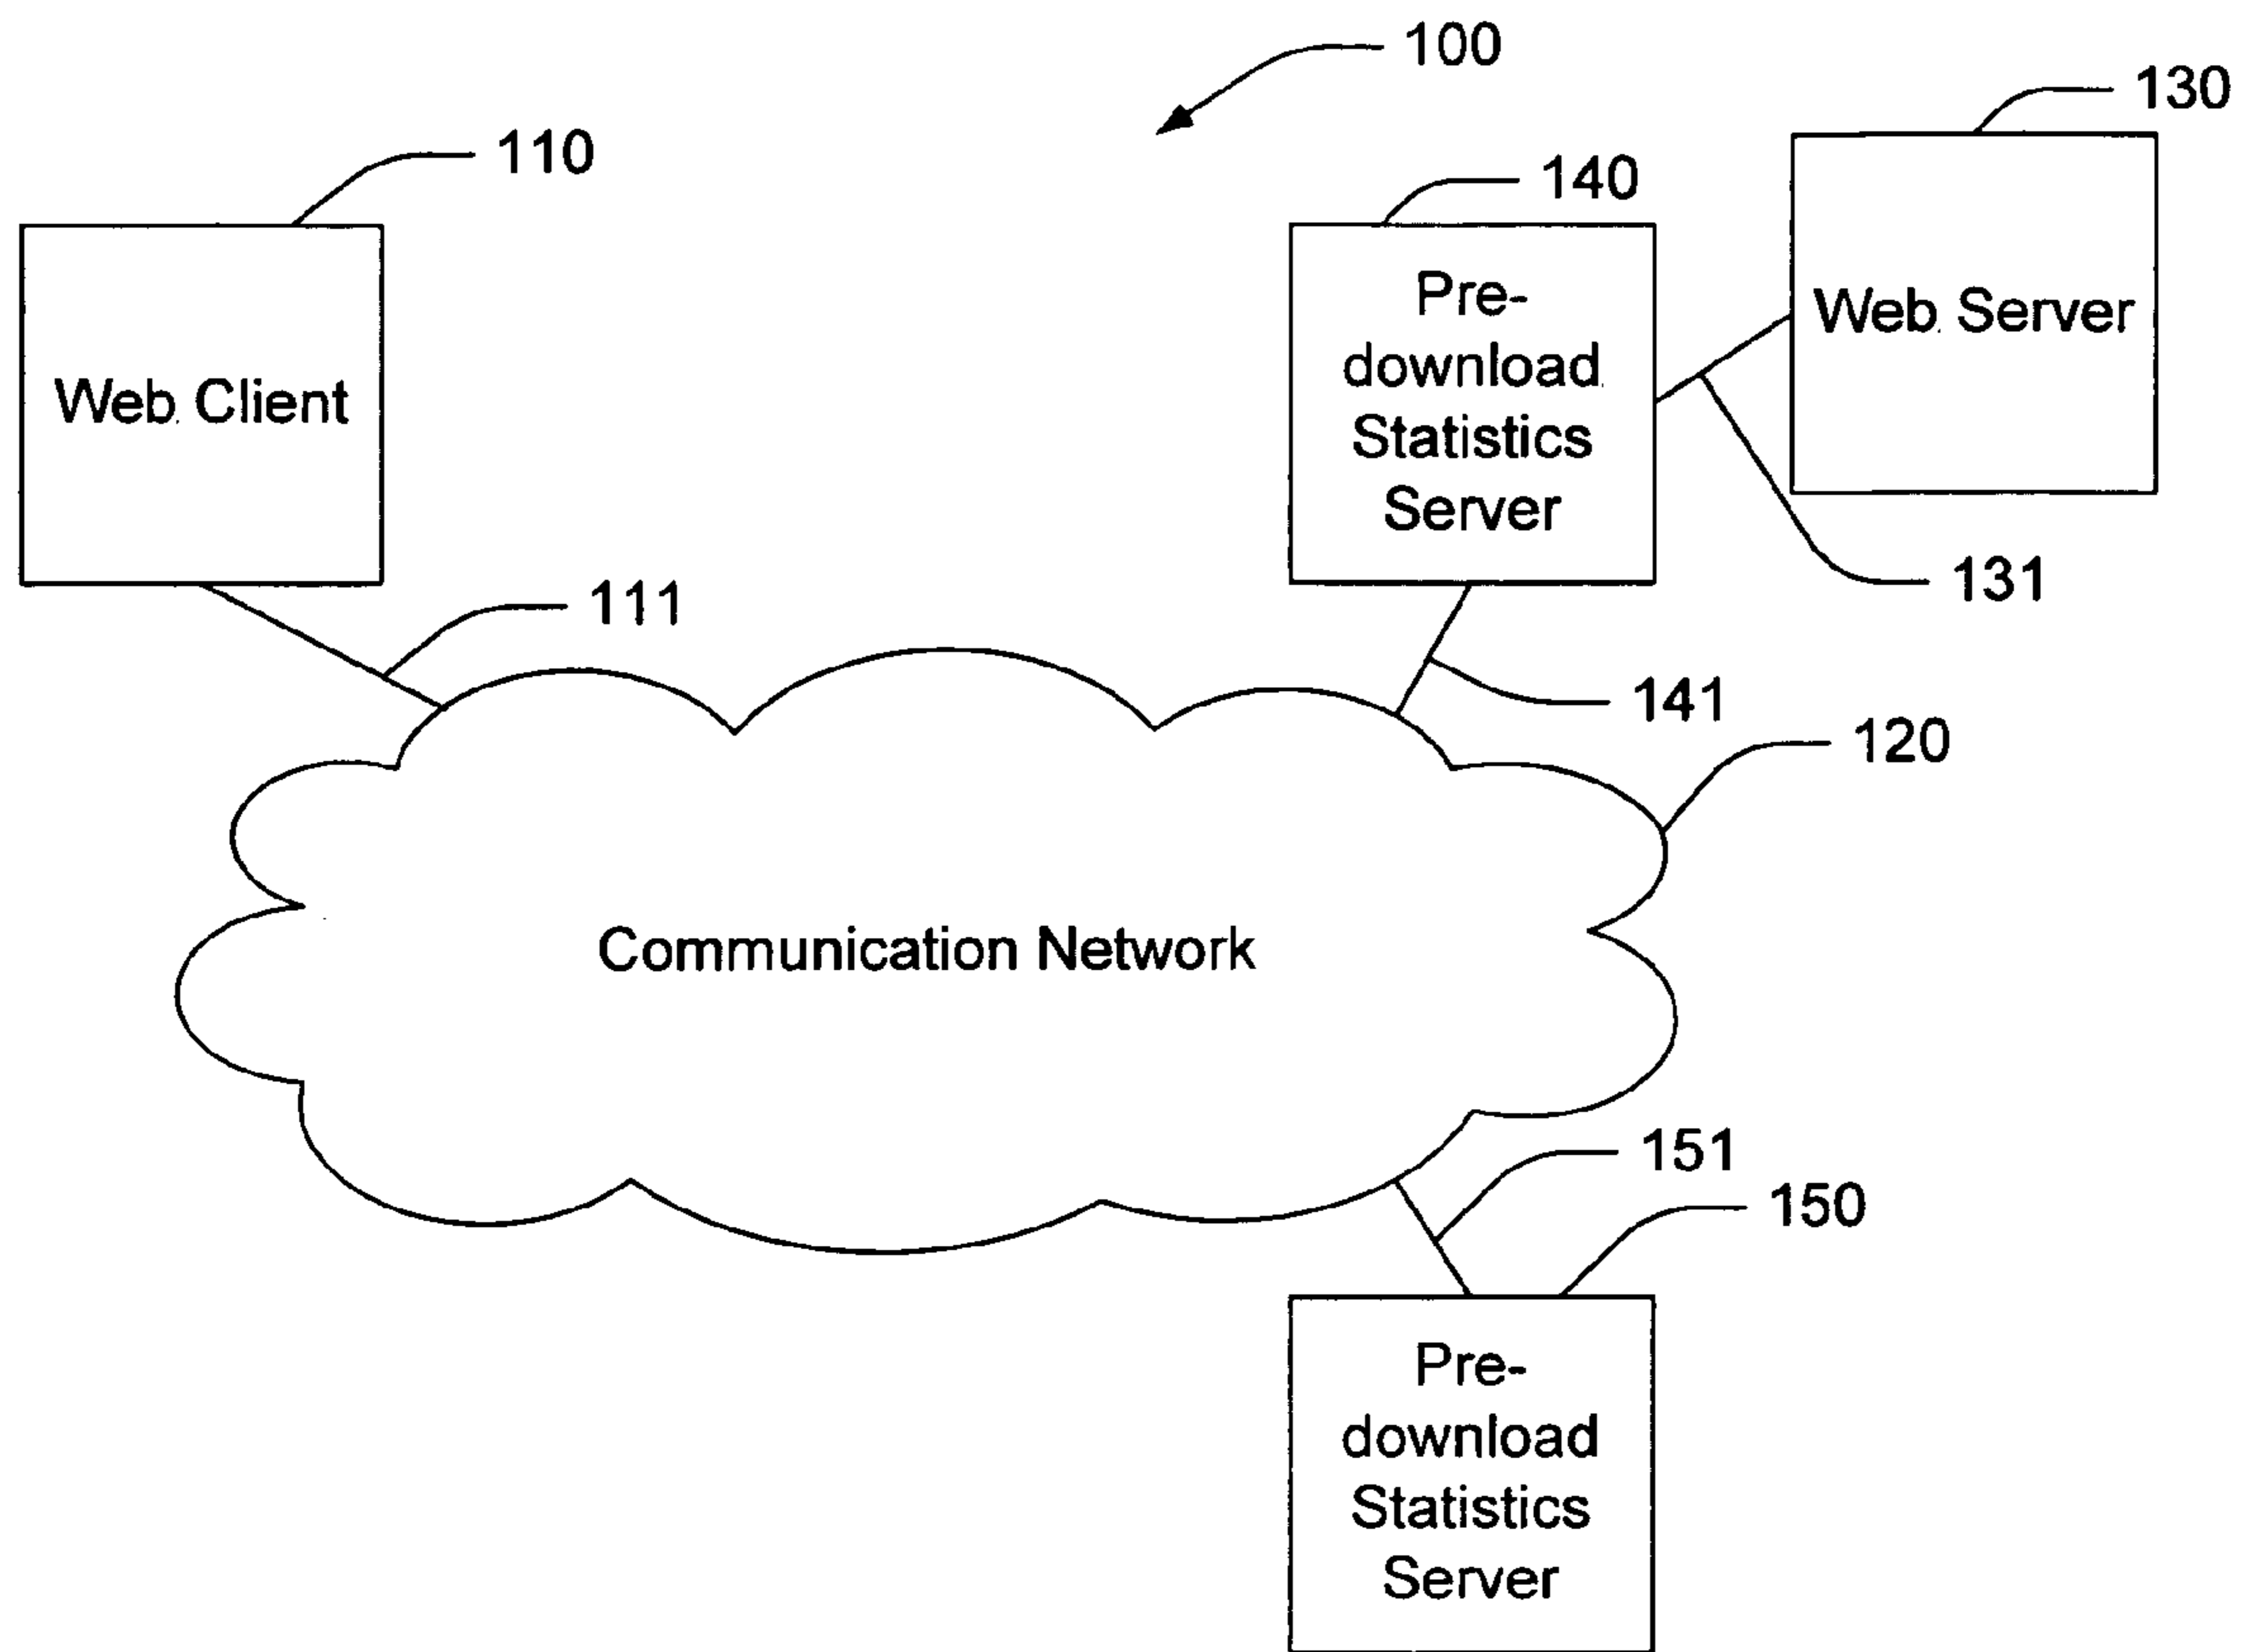 100
130
110
140
Pre-
download
Statistics
Server
Web Server
Web Client
131
111
141
120
Communication Network
151
150
Pre-
download
Statistics
Server